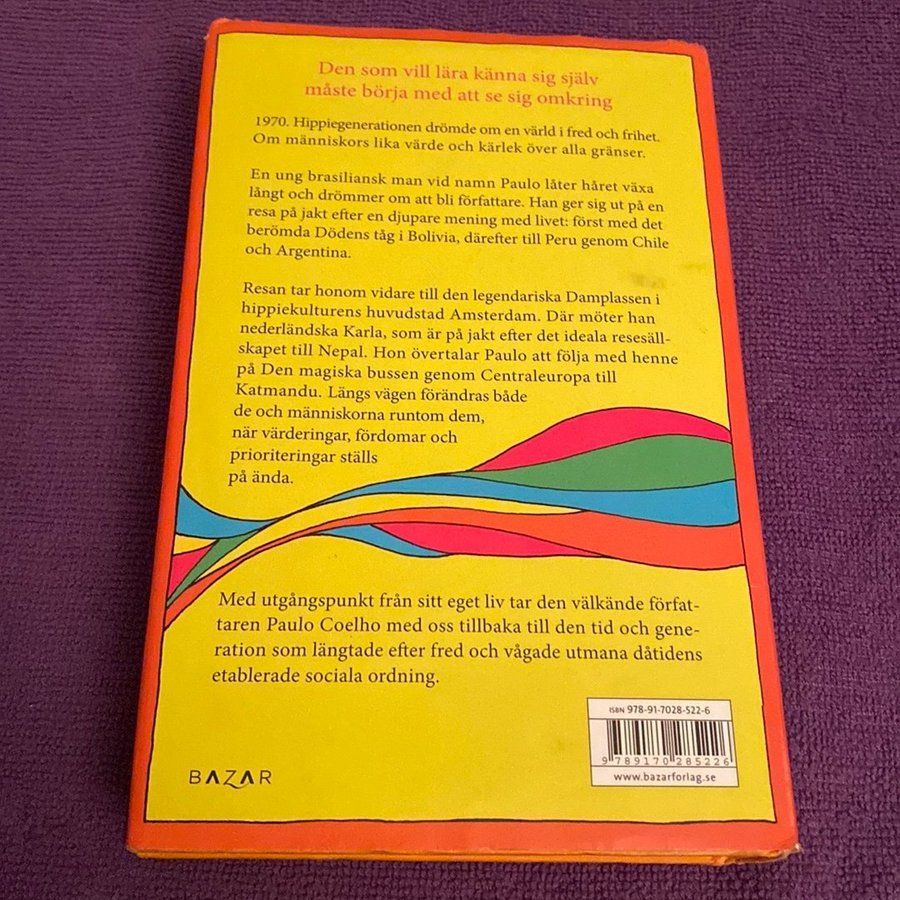 Den som vill lära känna sig själv
måste börja med att se sig omkring
1970. Hippiegenerationen drömde om en värld i fred och frihet.
Om människors lika värde och kärlek över alla gränser.
En ung brasiliansk man vid namn Paulo låter håret växa
långt och drömmer om att bli författare. Han ger sig ut på en
resa på jakt efter en djupare mening med livet: först med det
berömda Dödens tåg i Bolivia, därefter till Peru genom Chile
och Argentina.
Resan tar honom vidare till den legendariska Damplassen i
hippiekulturens huvudstad Amsterdam. Där möter han
nederländska Karla, som är på jakt efter det ideala resesäll-
skapet till Nepal. Hon övertalar Paulo att följa med henne
på Den magiska bussen genom Centraleuropa till
Katmandu. Längs vägen förändras både
de och människorna runtom dem,
när värderingar, fördomar och
prioriteringar ställs
på ända.
Med utgångspunkt från sitt eget liv tar den välkände förfat-
taren Paulo Coelho med oss tillbaka till den tid och gene-
ration som längtade efter fred och vågade utmana dåtidens
etablerade sociala ordning.
ISBN 978-91-7028-522-6
9 789170 285226
www.bazarforlag.se
BAZAR